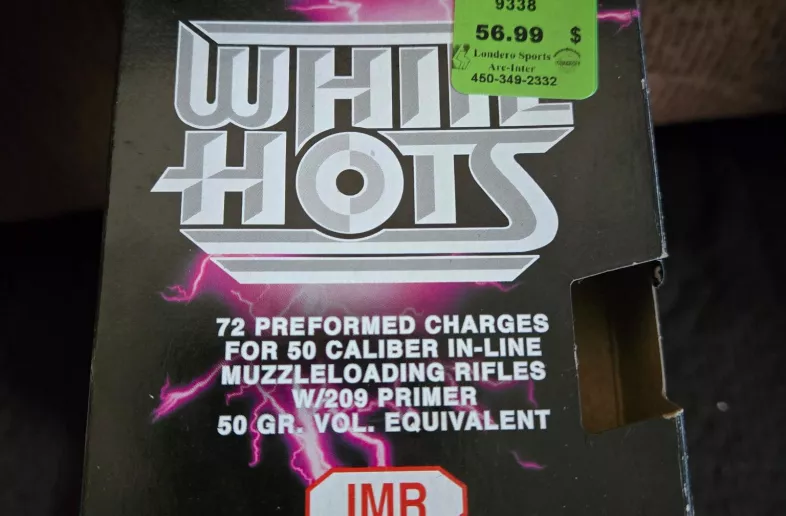 9338
56.99 $
Londero Sports
Arc-Inter
450-349-2332
WHITE
HOTS
72 PREFORMED CHARGES
FOR 50 CALIBER IN-LINE
MUZZLELOADING RIFLES
W/209 PRIMER
50 GR. VOL. EQUIVALENT
IMR